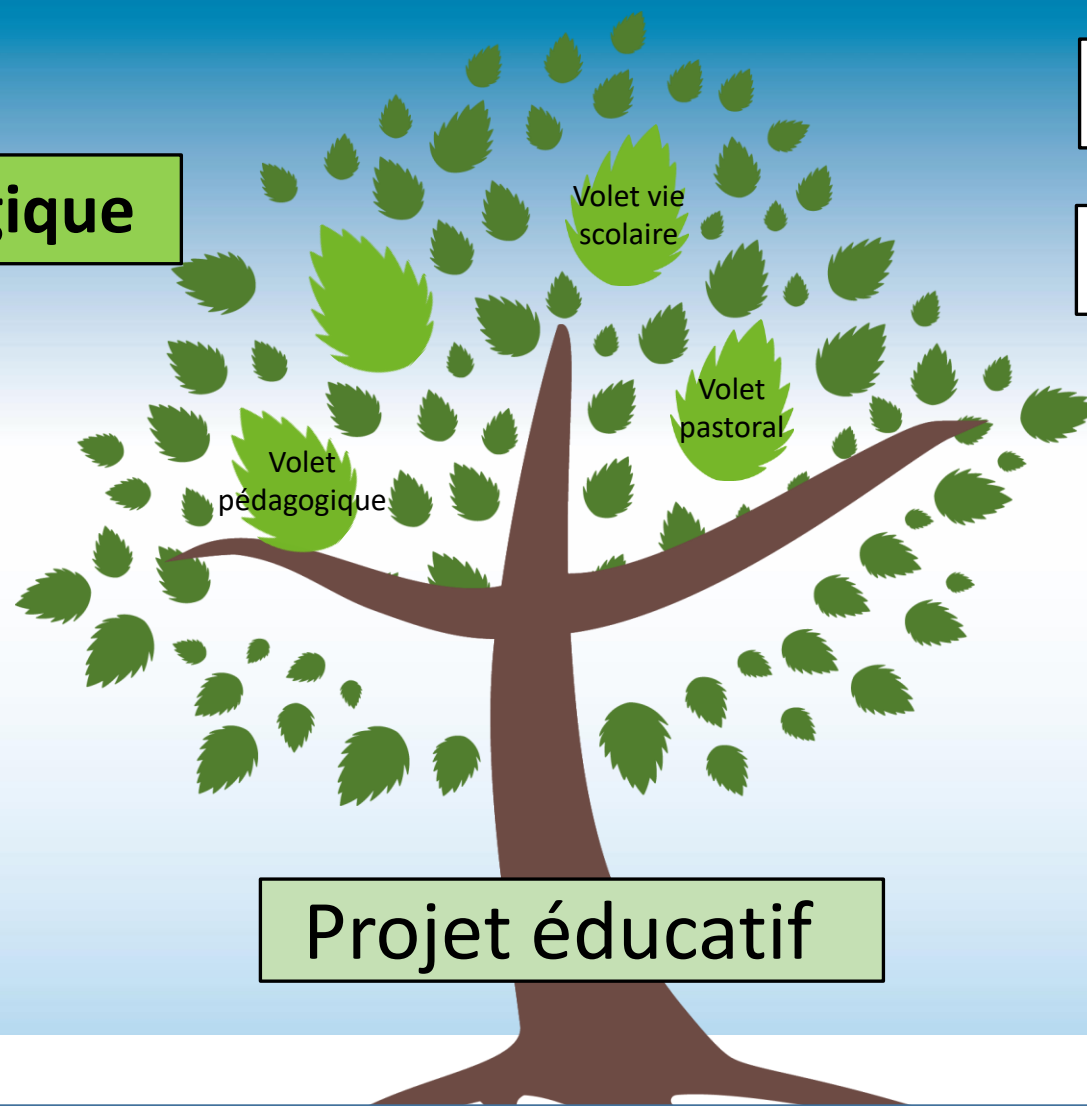 gique
Volet vie
scolaire
Volet
pastoral
Volet
pédagogique
Projet éducatif